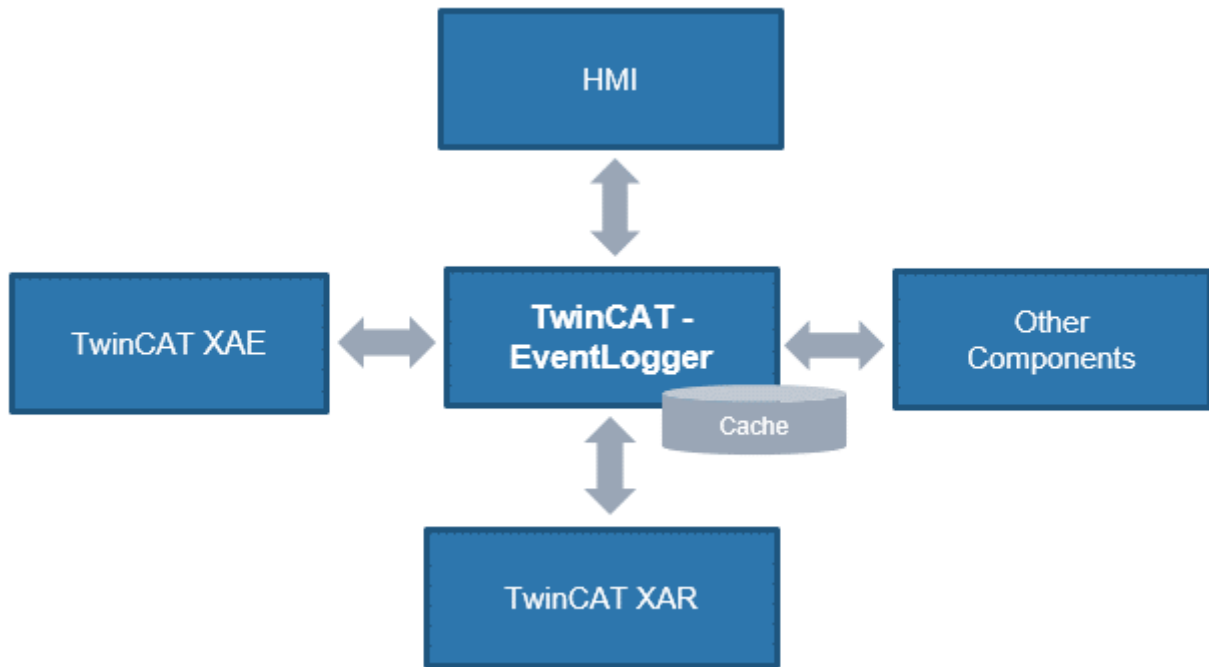 HMI
TwinCAT XAE
TwinCAT -
EventLogger
Cache
Other
Components
TwinCAT XAR